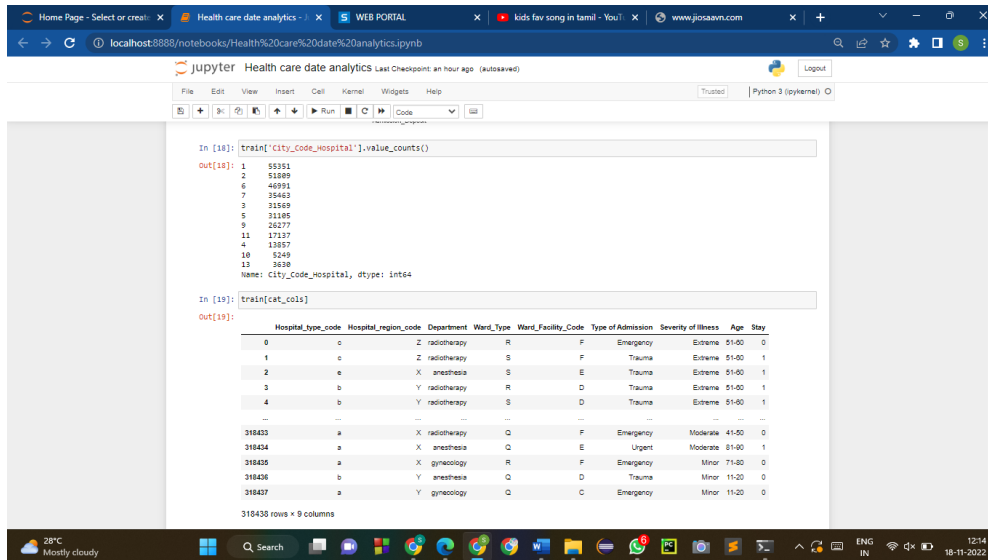 Home Page - Select or create
Health care date analytics - J
WEB PORTAL
kids fav song in tamil - YouT
www.jiosaavn.com
localhost:8888/notebooks/Health%20care%20date%20analytics.ipynb
S
jupyter Health care date analytics Last Checkpoint: an hour ago (autosaved)
Logout
File Edit View Insert Cell Kernel Widgets Help
Trusted
Python 3 (ipykernel)
Run
Code
In [18]: train['City_Code_Hospital'].value_counts()
Out[18]: 1 55351
2 51809
6 46991
7 35463
3 31569
5 31105
9 26277
11 17137
4 13857
10 5249
13 3630
Name: City_Code_Hospital, dtype: int64
In [19]: train[cat_cols]
Out[19]:
Hospital_type_code Hospital_region_code Department Ward_Type Ward_Facility_Code Type of Admission Severity of Illness Age Stay
0 c Z radiotherapy R F Emergency Extreme 51-60 0
1 c Z radiotherapy S F Trauma Extreme 51-60 1
2 e X anesthesia S E Trauma Extreme 51-60 1
3 b Y radiotherapy R D Trauma Extreme 51-60 1
4 b Y radiotherapy S D Trauma Extreme 51-60 1
... ... ... ... ... ... ... ... ... ...
318433 a X radiotherapy Q F Emergency Moderate 41-50 0
318434 a X anesthesia Q E Urgent Moderate 81-90 1
318435 a X gynecology R F Emergency Minor 71-80 0
318436 b Y anesthesia Q D Trauma Minor 11-20 0
318437 a Y gynecology Q C Emergency Minor 11-20 0
318438 rows × 9 columns
28°C
Mostly cloudy
Search
ENG
IN
12:14
18-11-2022